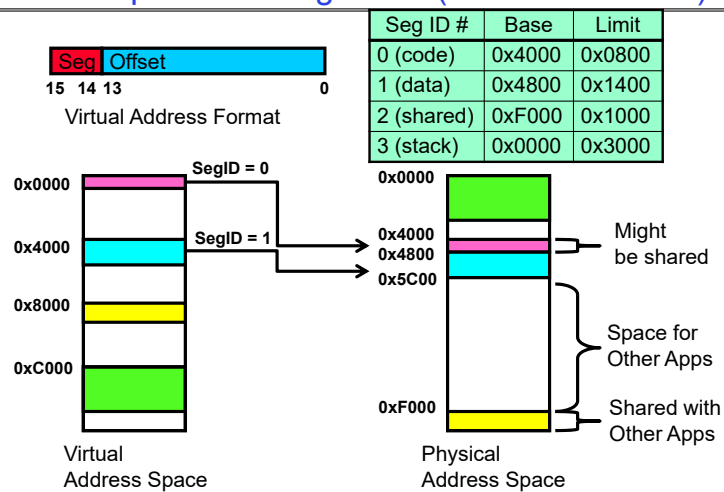 Seg ID # Base Limit
0 (code) 0x4000 0x0800
1 (data) 0x4800 0x1400
2 (shared) 0xF000 0x1000
3 (stack) 0x0000 0x3000
Seg Offset
15 14 13 0
Virtual Address Format
SegID = 0
0x0000
SegID = 1
0x4000
0x8000
0xC000
Virtual
Address Space
0x0000
0x4000
0x4800
0x5C00
0xF000
Might
be shared
Space for
Other Apps
Shared with
Other Apps
Physical
Address Space